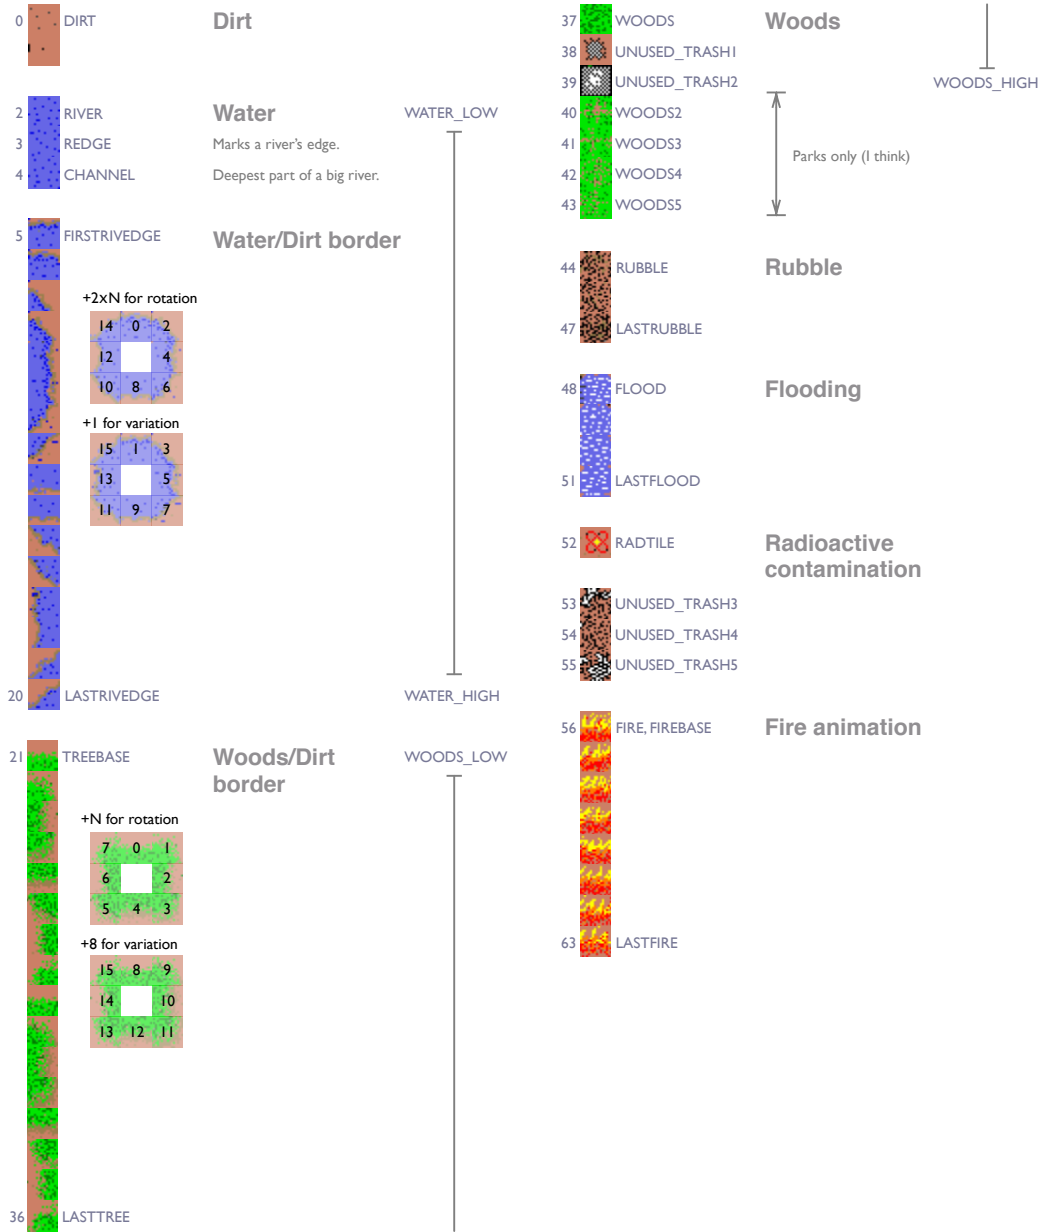 0 DIRT Dirt
2 RIVER Water WATER_LOW
3 REDGE Marks a river's edge.
4 CHANNEL Deepest part of a big river.
5 FIRSTRIVEDGE Water/Dirt border
+2xN for rotation
14 0 2
12 4
10 8 6
+1 for variation
15 1 3
13 5
11 9 7
20 LASTRIVEDGE WATER_HIGH
21 TREEBASE Woods/Dirt WOODS_LOW
border
+N for rotation
7 0 1
6 2
5 4 3
+8 for variation
15 8 9
14 10
13 12 11
36 LASTTREE
37 WOODS Woods
38 UNUSED_TRASH1
39 UNUSED_TRASH2 WOODS_HIGH
40 WOODS2
41 WOODS3
Parks only (I think)
42 WOODS4
43 WOODS5
44 RUBBLE Rubble
47 LASTRUBBLE
48 FLOOD Flooding
51 LASTFLOOD
52 RADTILE Radioactive
contamination
53 UNUSED_TRASH3
54 UNUSED_TRASH4
55 UNUSED_TRASH5
56 FIRE, FIREBASE Fire animation
63 LASTFIRE